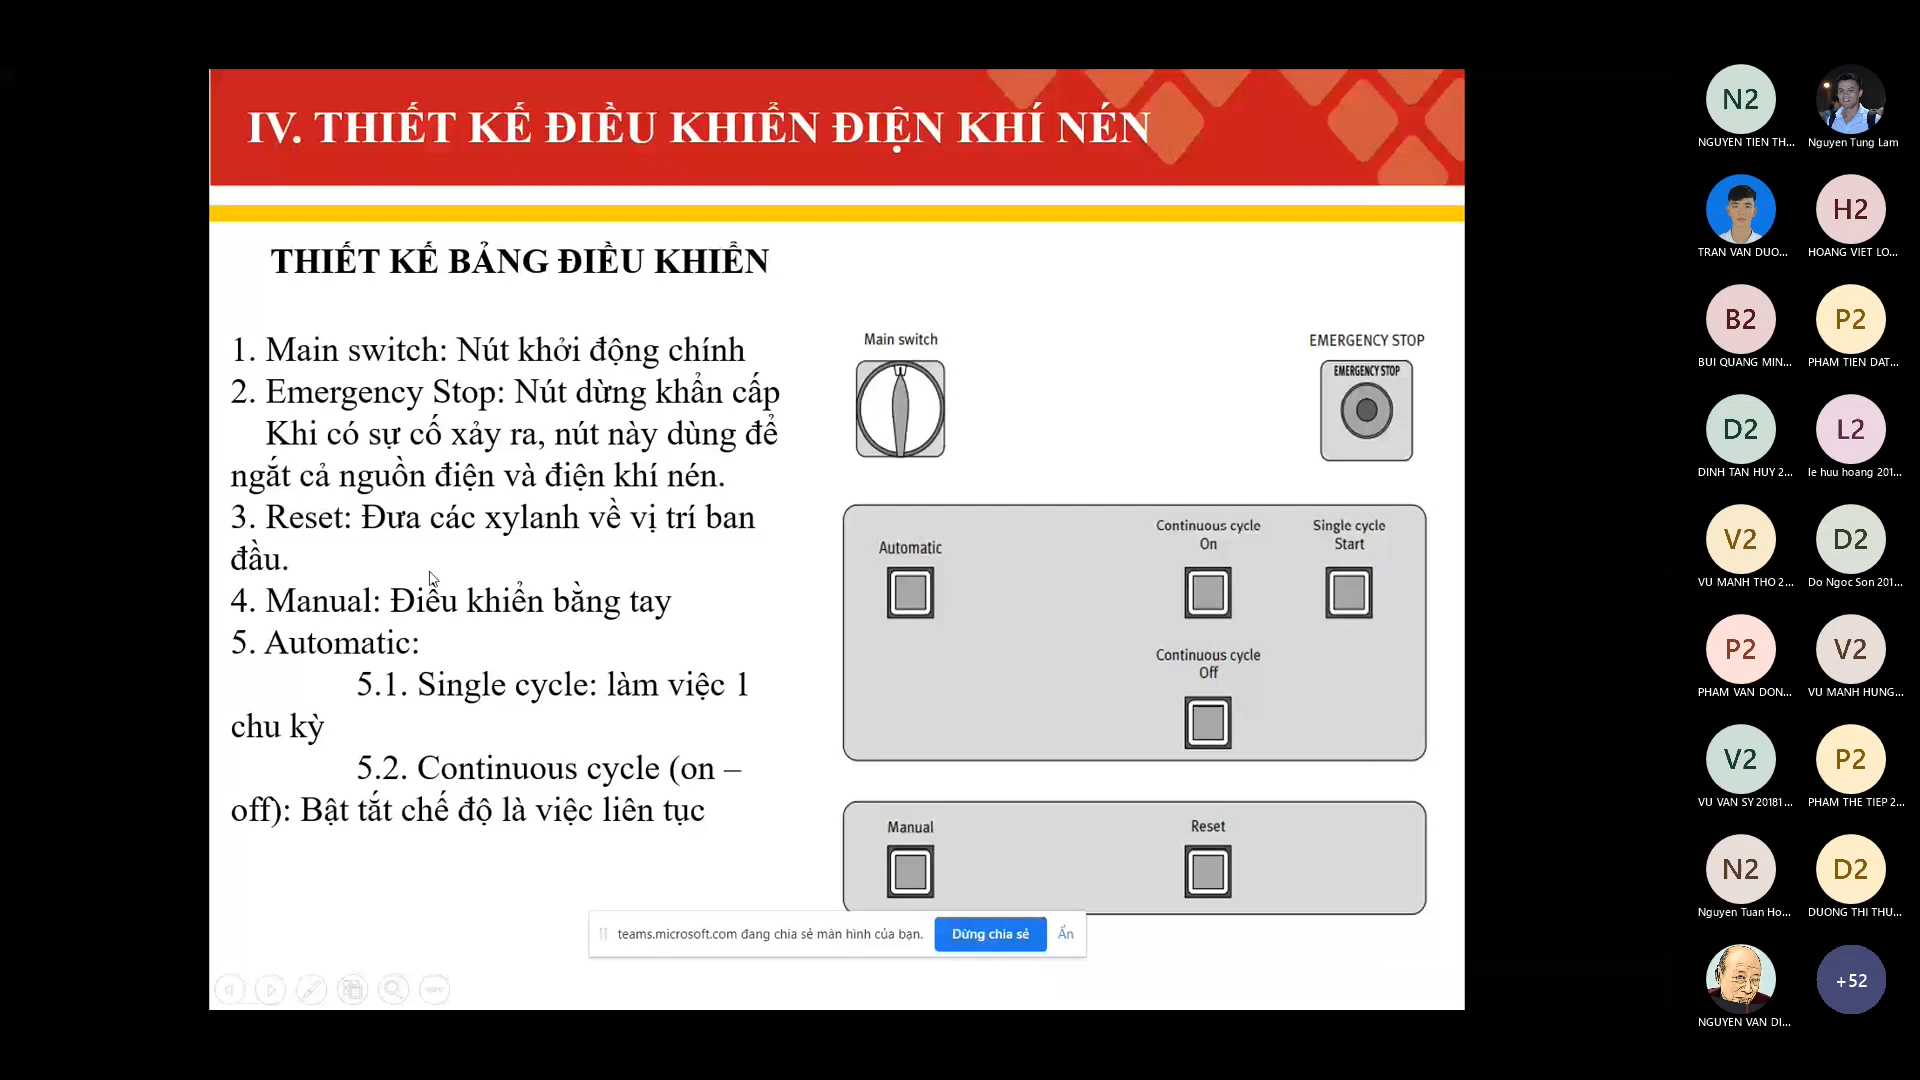 IV. THIẾT KẾ ĐIỀU KHIỂN ĐIỆN KHÍ NÉN
THIẾT KẾ BẢNG ĐIỀU KHIỂN
1. Main switch: Nút khởi động chính
2. Emergency Stop: Nút dừng khẩn cấp
Khi có sự cố xảy ra, nút này dùng để
ngắt cả nguồn điện và điện khí nén.
3. Reset: Đưa các xylanh về vị trí ban
đầu.
4. Manual: Điều khiển bằng tay
5. Automatic:
5.1. Single cycle: làm việc 1
chu kỳ
5.2. Continuous cycle (on –
off): Bật tắt chế độ là việc liên tục
Main switch
EMERGENCY STOP
EMERGENCY STOP
Automatic
Continuous cycle
On
Single cycle
Start
Continuous cycle
Off
Manual
Reset
teams.microsoft.com đang chia sẻ màn hình của bạn.
Dừng chia sẻ
Ẩn
N2
NGUYEN TIEN TH...
Nguyen Tung Lam
TRAN VAN DUO...
H2
HOANG VIET LO...
B2
BUI QUANG MIN...
P2
PHAM TIEN DAT...
D2
DINH TAN HUY 2...
L2
le huu hoang 201...
V2
VU MANH THO 2...
D2
Do Ngoc Son 201...
P2
PHAM VAN DON...
V2
VU MANH HUNG...
V2
VU VAN SY 20181...
P2
PHAM THE TIEP 2...
N2
Nguyen Tuan Ho...
D2
DUONG THI THU...
NGUYEN VAN DI...
+52